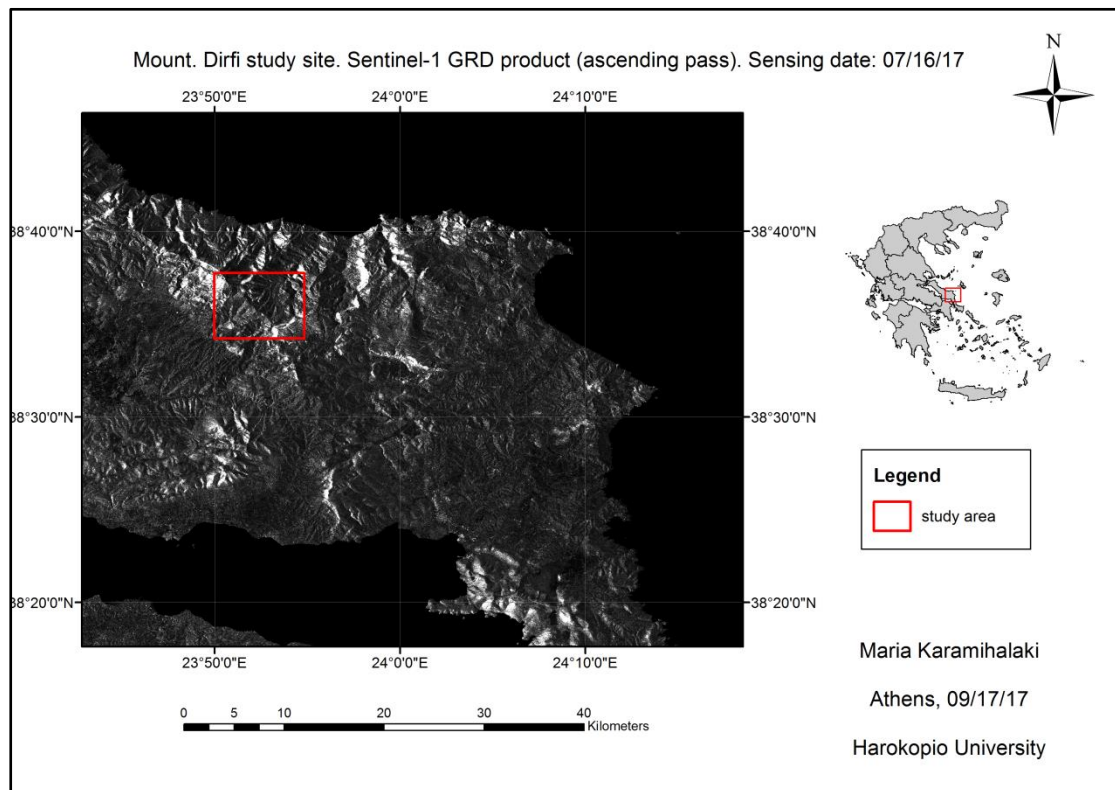 Mount. Dirfi study site. Sentinel-1 GRD product (ascending pass). Sensing date: 07/16/17
N
23°50'0"E 24°0'0"E 24°10'0"E
38°40'0"N 38°40'0"N
38°30'0"N 38°30'0"N
38°20'0"N 38°20'0"N
23°50'0"E 24°0'0"E 24°10'0"E
0 5 10 20 30 40
Kilometers
Legend
study area
Maria Karamihalaki
Athens, 09/17/17
Harokopio University